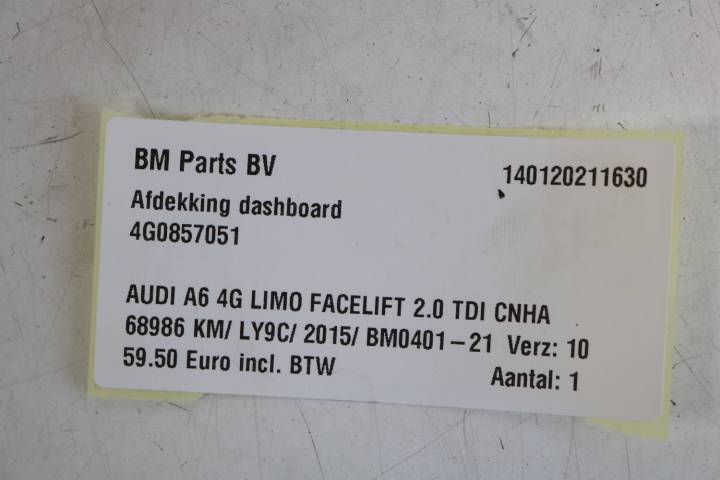 BM Parts BV 140120211630
Afdekking dashboard
4G0857051
AUDI A6 4G LIMO FACELIFT 2.0 TDI CNHA
68986 KM/ LY9C/ 2015/ BM0401-21 Verz: 10
59.50 Euro incl. BTW Aantal: 1